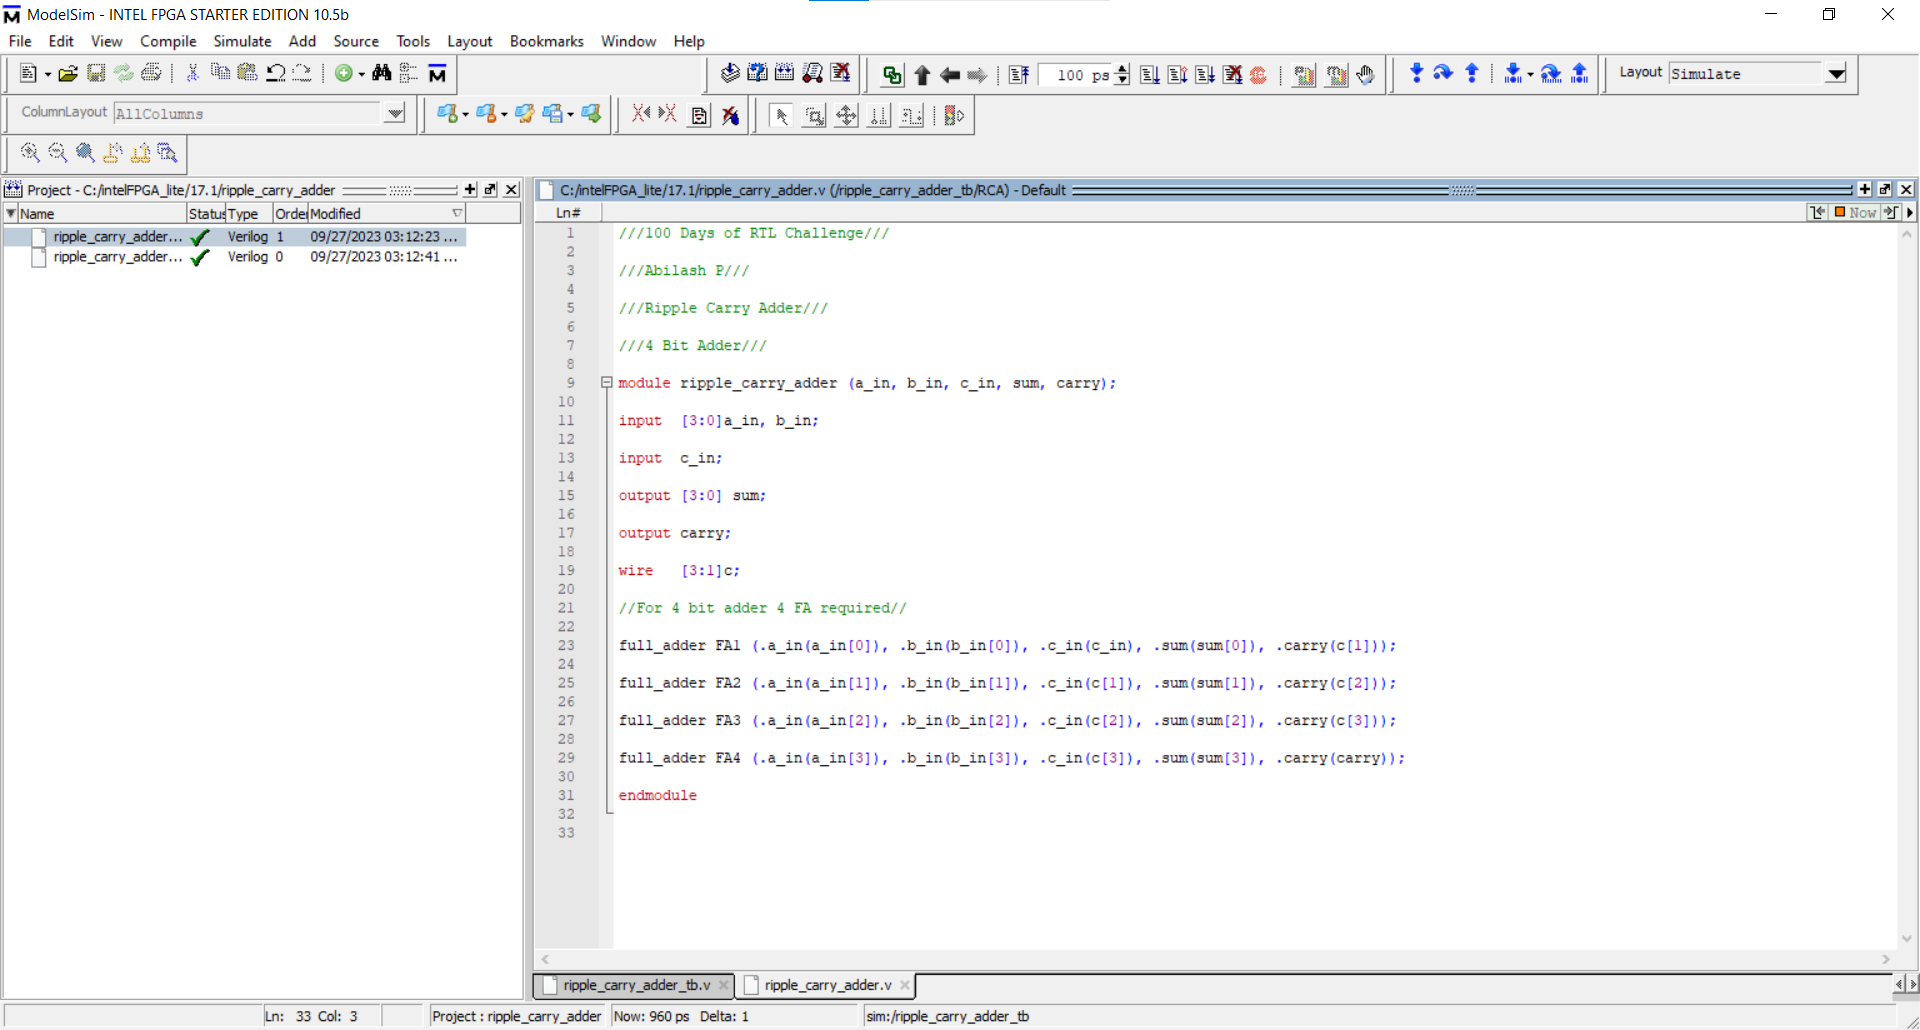 ModelSim - INTEL FPGA STARTER EDITION 10.5b
File Edit View Compile Simulate Add Source Tools Layout Bookmarks Window Help
100 ps
Layout Simulate
ColumnLayout AllColumns
Project - C:/intelFPGA_lite/17.1/ripple_carry_adder
Name Status Type Order Modified
ripple_carry_adder... Verilog 1 09/27/2023 03:12:23 ...
ripple_carry_adder... Verilog 0 09/27/2023 03:12:41 ...
C:/intelFPGA_lite/17.1/ripple_carry_adder.v (/ripple_carry_adder_tb/RCA) - Default
Ln#
Now
1 ///100 Days of RTL Challenge///
2
3 ///Abilash P///
4
5 ///Ripple Carry Adder///
6
7 ///4 Bit Adder///
8
9 module ripple_carry_adder (a_in, b_in, c_in, sum, carry);
10
11 input [3:0]a_in, b_in;
12
13 input c_in;
14
15 output [3:0] sum;
16
17 output carry;
18
19 wire [3:1]c;
20
21 //For 4 bit adder 4 FA required//
22
23 full_adder FA1 (.a_in(a_in[0]), .b_in(b_in[0]), .c_in(c_in), .sum(sum[0]), .carry(c[1]));
24
25 full_adder FA2 (.a_in(a_in[1]), .b_in(b_in[1]), .c_in(c[1]), .sum(sum[1]), .carry(c[2]));
26
27 full_adder FA3 (.a_in(a_in[2]), .b_in(b_in[2]), .c_in(c[2]), .sum(sum[2]), .carry(c[3]));
28
29 full_adder FA4 (.a_in(a_in[3]), .b_in(b_in[3]), .c_in(c[3]), .sum(sum[3]), .carry(carry));
30
31 endmodule
32
33
ripple_carry_adder_tb.v ripple_carry_adder.v
Ln: 33 Col: 3 Project : ripple_carry_adder Now: 960 ps Delta: 1 sim:/ripple_carry_adder_tb